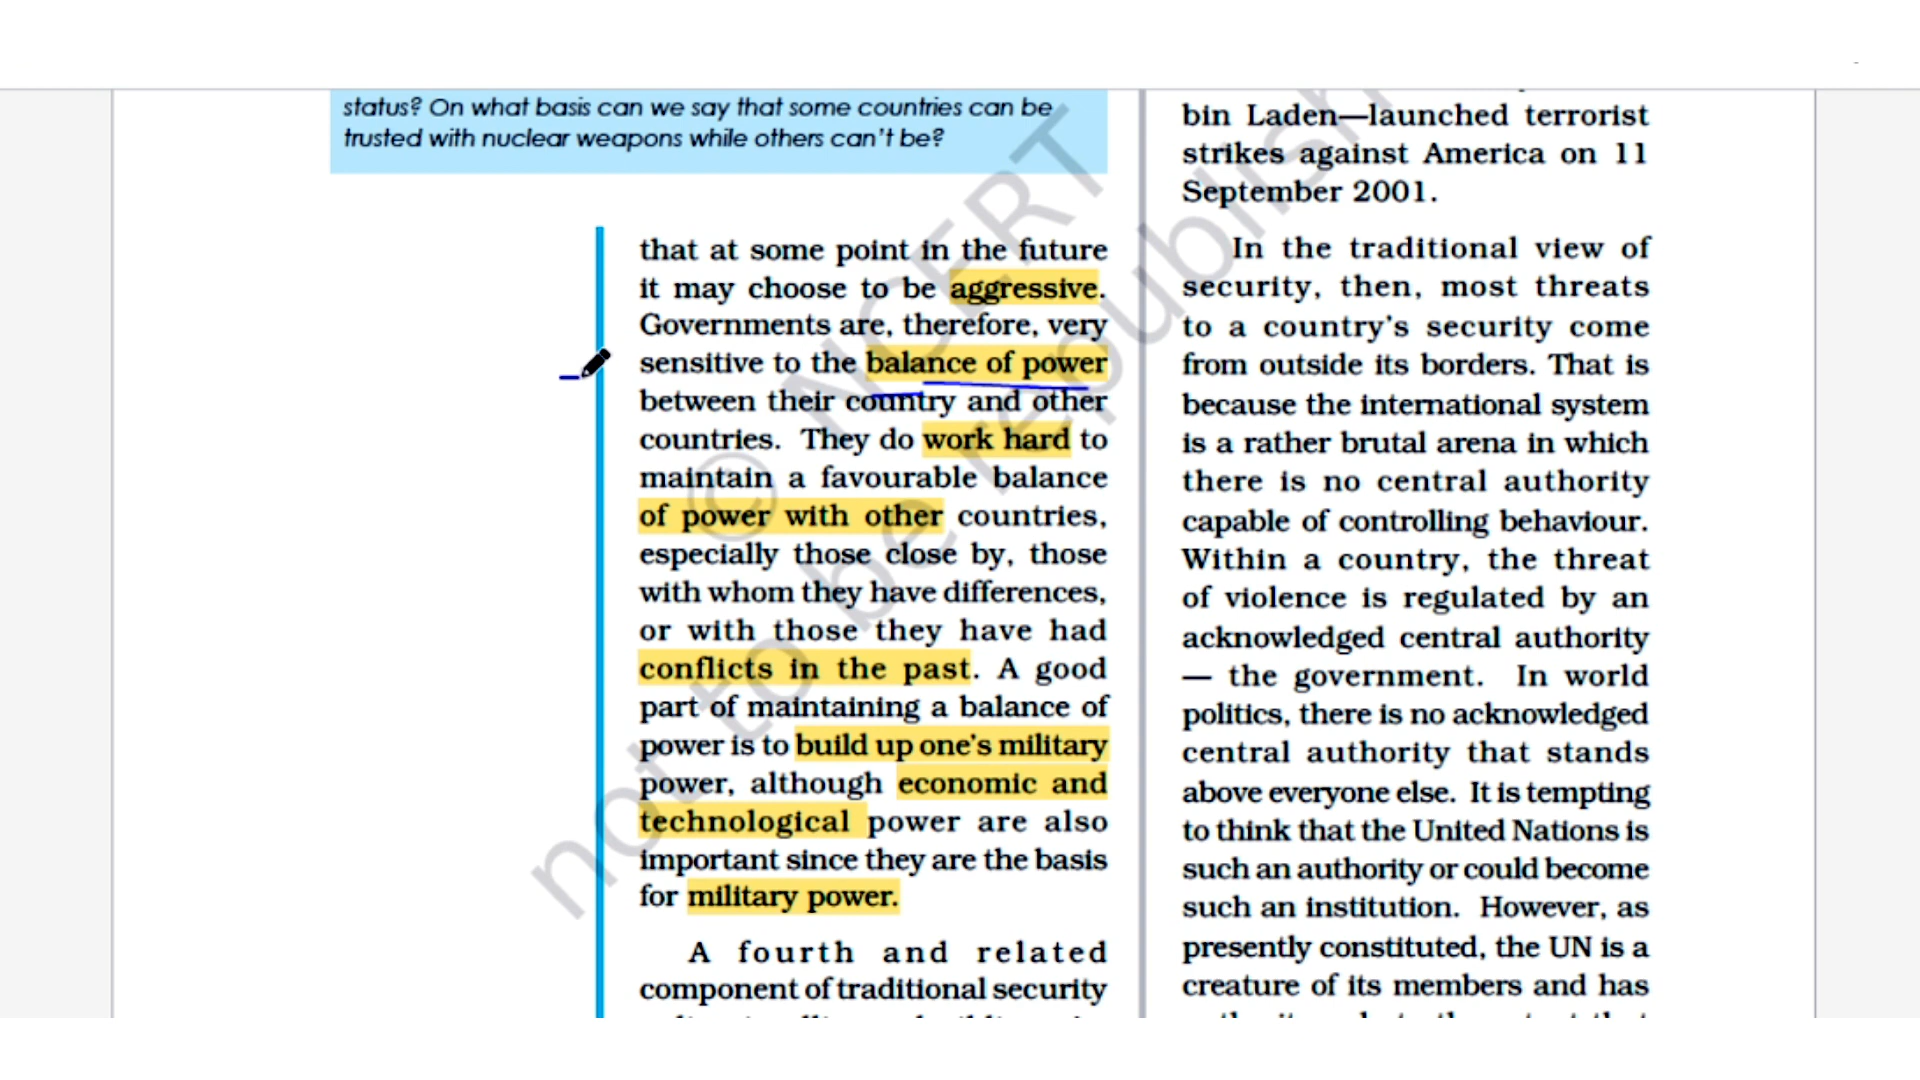 status? On what basis can we say that some countries can be
trusted with nuclear weapons while others can't be?
that at some point in the future
it may choose to be aggressive.
Governments are, therefore, very
sensitive to the balance of power
between their country and other
countries. They do work hard to
maintain a favourable balance
of power with other countries,
especially those close by, those
with whom they have differences,
or with those they have had
conflicts in the past. A good
part of maintaining a balance of
power is to build up one's military
power, although economic and
technological power are also
important since they are the basis
for military power.
A fourth and related
component of traditional security
bin Laden—launched terrorist
strikes against America on 11
September 2001.
In the traditional view of
security, then, most threats
to a country's security come
from outside its borders. That is
because the international system
is a rather brutal arena in which
there is no central authority
capable of controlling behaviour.
Within a country, the threat
of violence is regulated by an
acknowledged central authority
— the government. In world
politics, there is no acknowledged
central authority that stands
above everyone else. It is tempting
to think that the United Nations is
such an authority or could become
such an institution. However, as
presently constituted, the UN is a
creature of its members and has
© NCERT
not to be republish